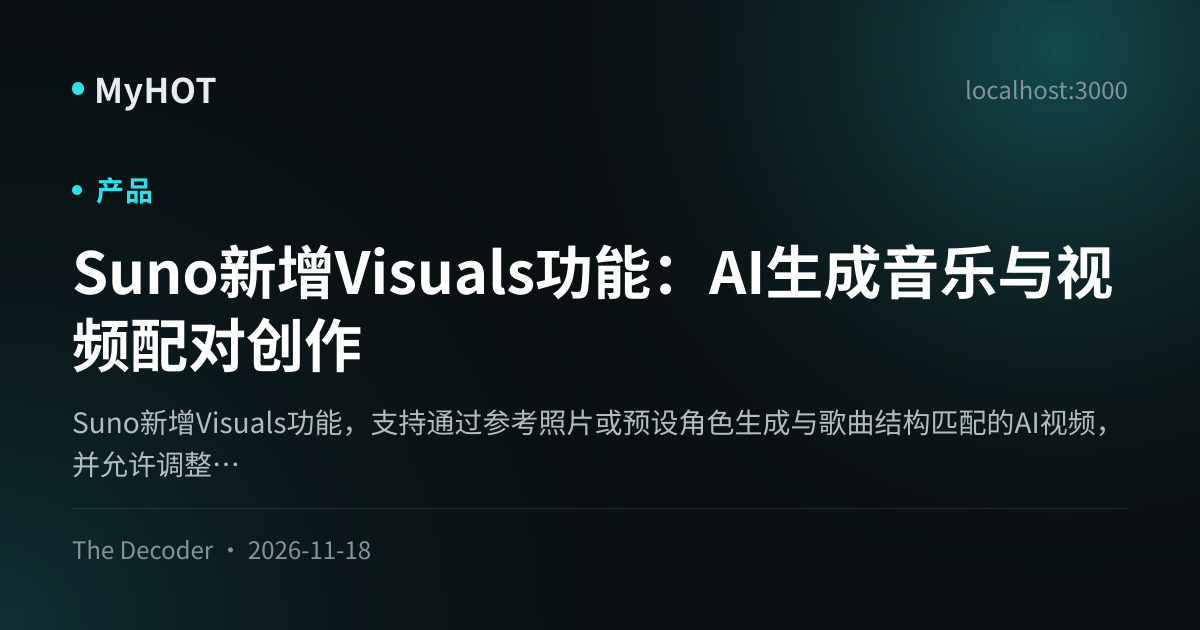 MyHOT
localhost:3000
产品
Suno新增Visuals功能：AI生成音乐与视
频配对创作
Suno新增Visuals功能，支持通过参考照片或预设角色生成与歌曲结构匹配的AI视频，
并允许调整…
The Decoder • 2026-11-18